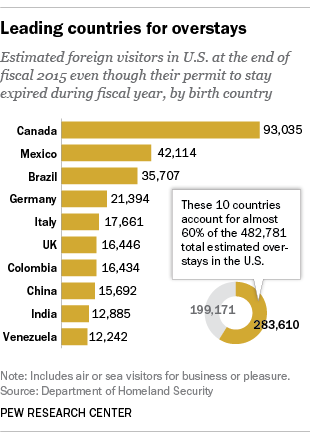 Leading countries for overstays
Estimated foreign visitors in U.S. at the end of
fiscal 2015 even though their permit to stay
expired during fiscal year, by birth country
Canada 93,035
Mexico 42,114
Brazil 35,707
Germany 21,394
Italy 17,661
UK 16,446
Colombia 16,434
China 15,692
India 12,885
Venezuela 12,242
These 10 countries
account for almost
60% of the 482,781
total estimated over-
stays in the U.S.
199,171
283,610
Note: Includes air or sea visitors for business or pleasure.
Source: Department of Homeland Security
PEW RESEARCH CENTER